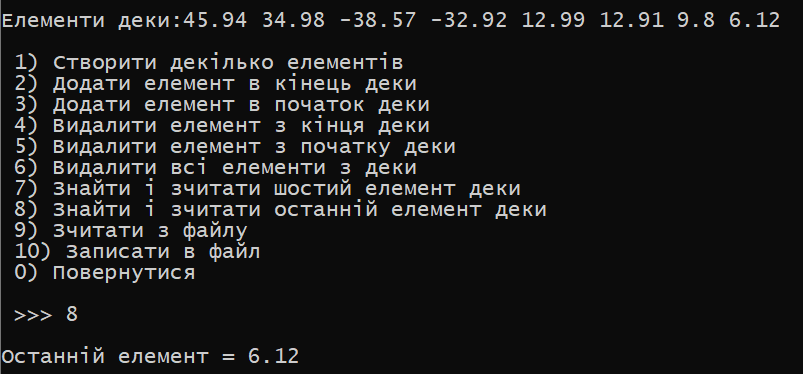 Елементи деки:45.94 34.98 -38.57 -32.92 12.99 12.91 9.8 6.12
1) Створити декілько елементів
2) Додати елемент в кінець деки
3) Додати елемент в початок деки
4) Видалити елемент з кінця деки
5) Видалити елемент з початку деки
6) Видалити всі елементи з деки
7) Знайти і зчитати шостий елемент деки
8) Знайти і зчитати останній елемент деки
9) Зчитати з файлу
10) Записати в файл
0) Повернутися
>>> 8
Останній елемент = 6.12